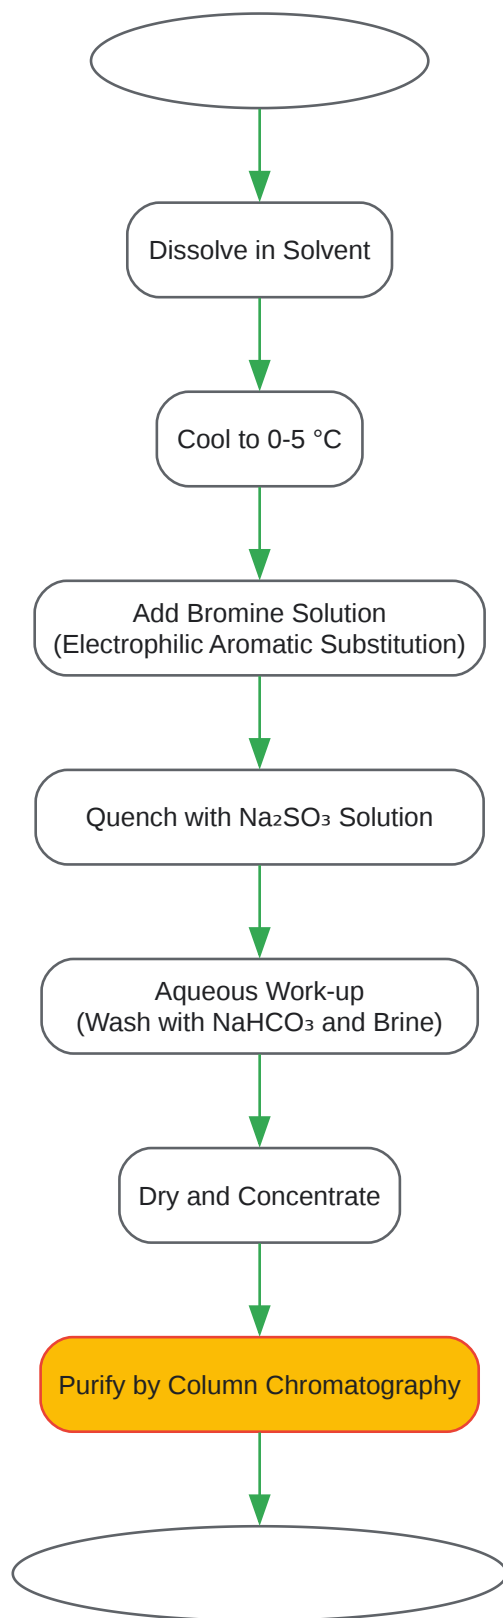 Dissolve in Solvent
Cool to 0-5 °C
Add Bromine Solution
(Electrophilic Aromatic Substitution)
Quench with Na₂SO₃ Solution
Aqueous Work-up
(Wash with NaHCO₃ and Brine)
Dry and Concentrate
Purify by Column Chromatography